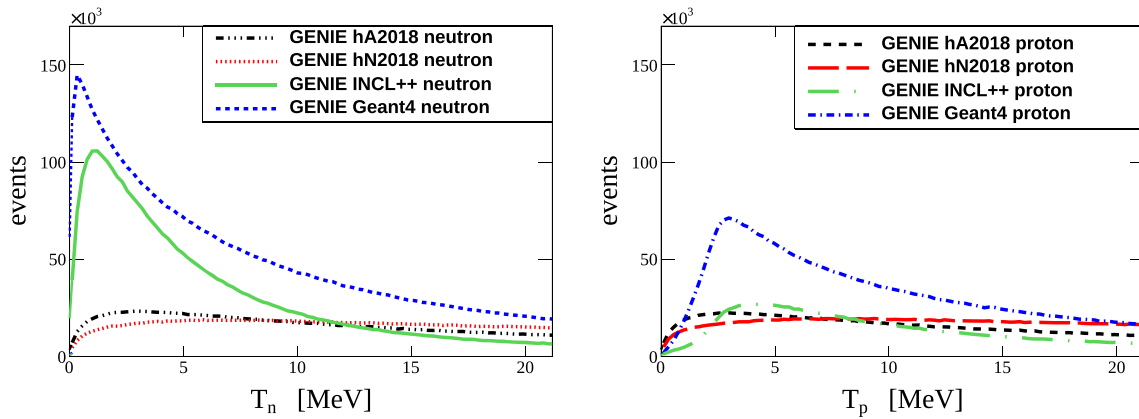 ×10³
GENIE hA2018 neutron
GENIE hN2018 neutron
GENIE INCL++ neutron
GENIE Geant4 neutron
150
100
50
0
events
0 5 10 15 20
Tₙ [MeV]
×10³
GENIE hA2018 proton
GENIE hN2018 proton
GENIE INCL++ proton
GENIE Geant4 proton
150
100
50
0
events
0 5 10 15 20
Tₚ [MeV]